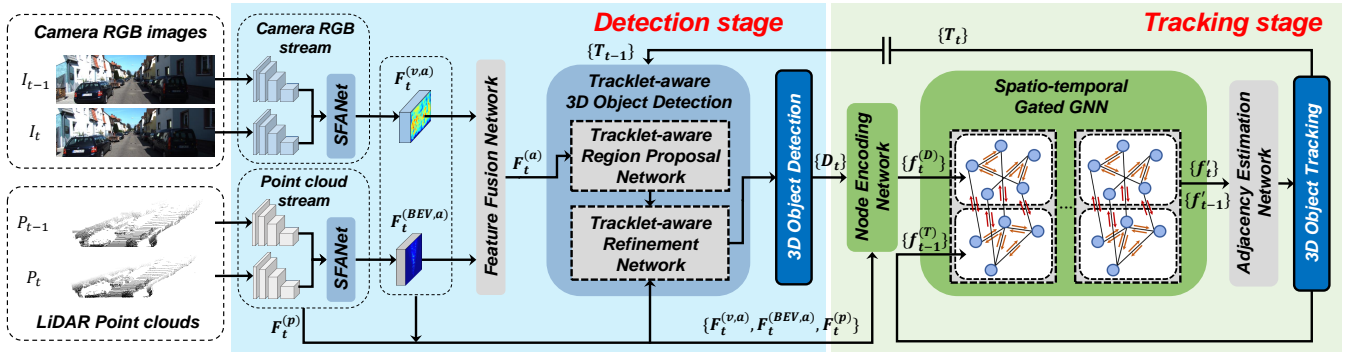 Detection stage
Tracking stage
Camera RGB images
I_{t-1}
I_t
P_{t-1}
P_t
LiDAR Point clouds
Camera RGB
stream
SFANet
Point cloud
stream
SFANet
F_t^{(p)}
F_t^{(v,a)}
F_t^{(BEV,a)}
Feature Fusion Network
F_t^{(a)}
{T_{t-1}}
Tracklet-aware
3D Object Detection
Tracklet-aware
Region Proposal
Network
Tracklet-aware
Refinement
Network
3D Object Detection
{D_t}
{F_t^{(v,a)}, F_t^{(BEV,a)}, F_t^{(p)}}
Node Encoding
Network
{f_t^{(D)}}
{f_{t-1}^{(T)}}
{T_t}
Spatio-temporal
Gated GNN
...
{f'_t}
{f'_{t-1}}
Adjacency Estimation
Network
3D Object Tracking